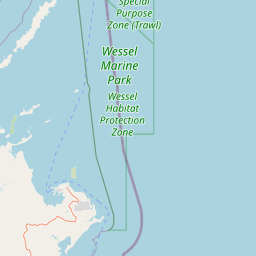 Special
Purpose
Zone (Trawl)
Wessel
Marine
Park
Wessel
Habitat
Protection
Zone